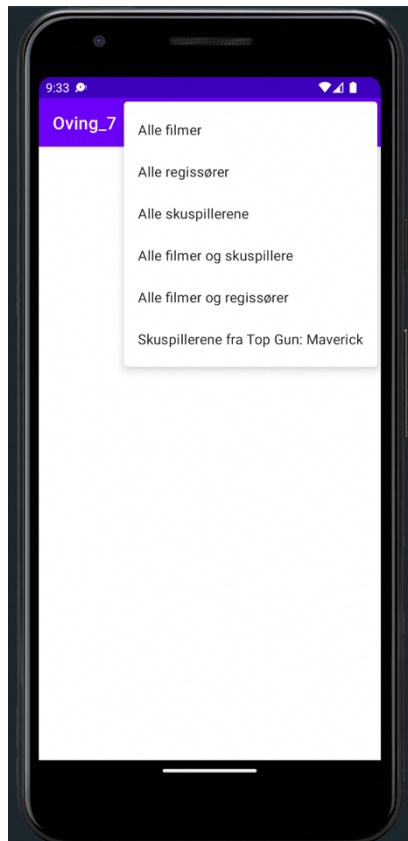 9:33
Oving_7
Alle filmer
Alle regissører
Alle skuspillerene
Alle filmer og skuspillere
Alle filmer og regissører
Skuspillerene fra Top Gun: Maverick